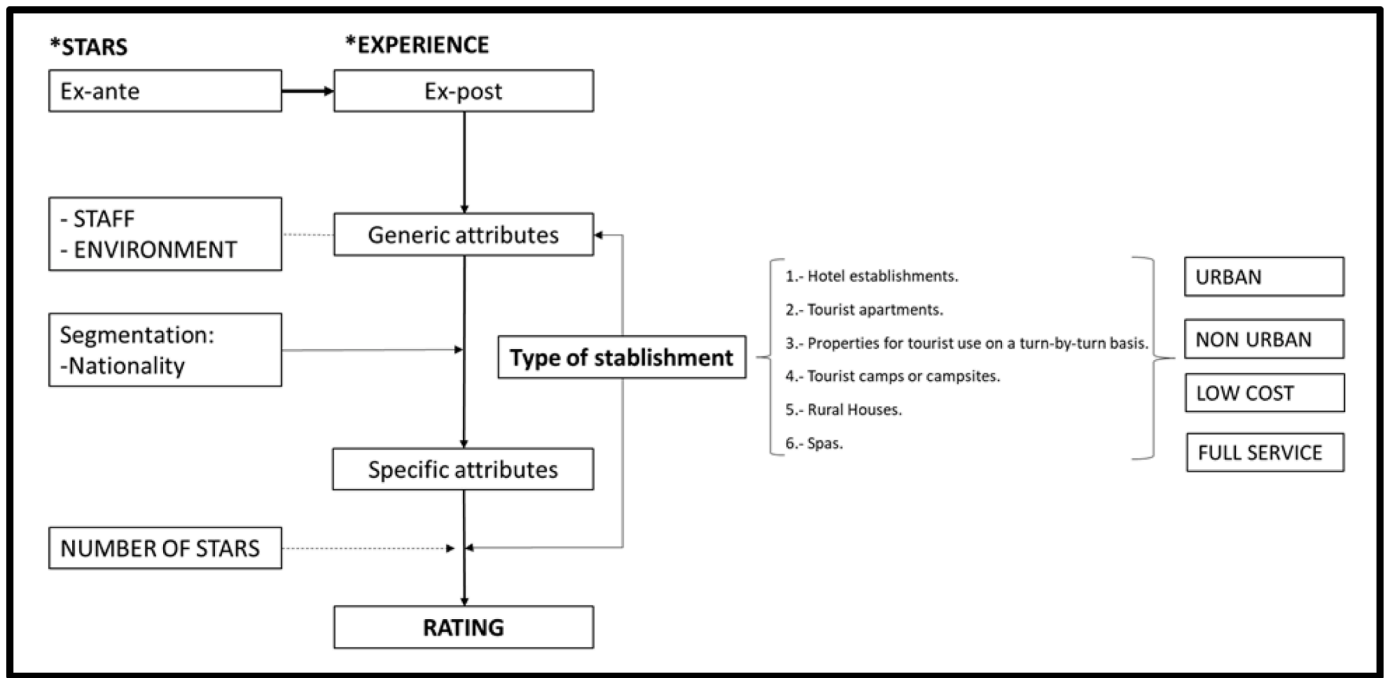 *STARS
*EXPERIENCE
Ex-ante
Ex-post
- STAFF
- ENVIRONMENT
Generic attributes
Segmentation:
-Nationality
Type of stablishment
1.- Hotel establishments.
2.- Tourist apartments.
3.- Properties for tourist use on a turn-by-turn basis.
4.- Tourist camps or campsites.
5.- Rural Houses.
6.- Spas.
URBAN
NON URBAN
LOW COST
FULL SERVICE
Specific attributes
NUMBER OF STARS
RATING